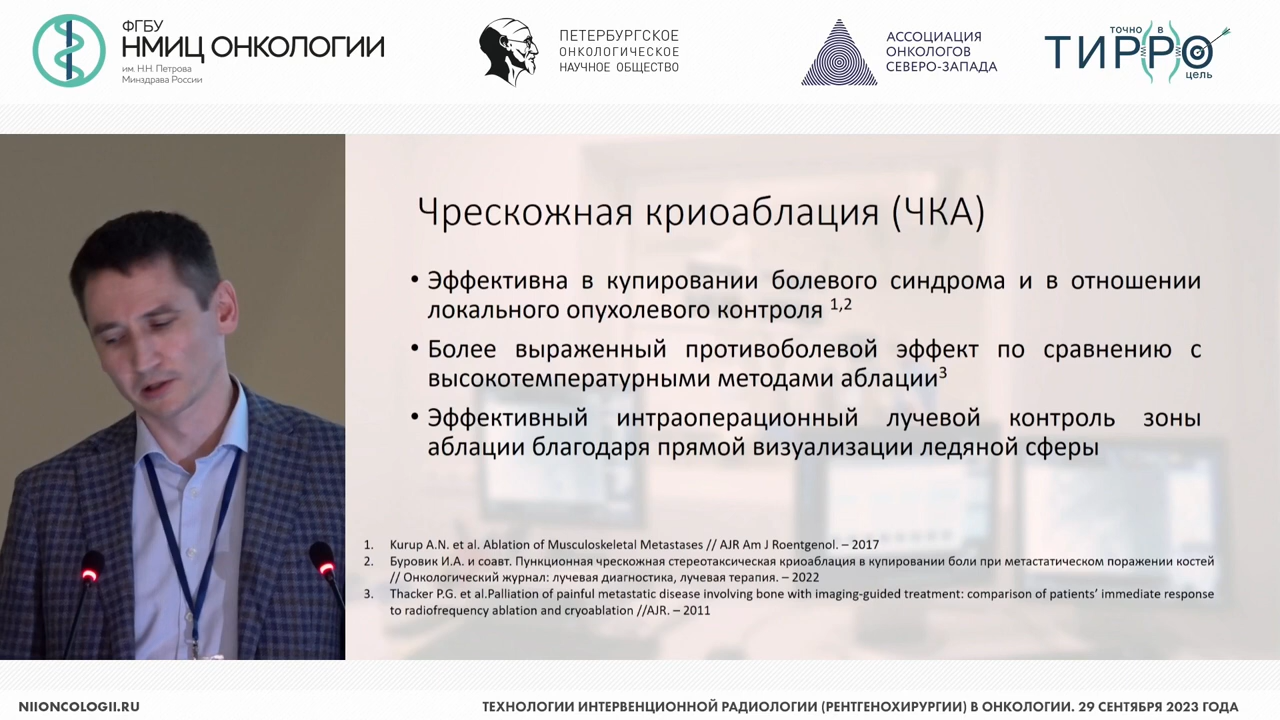 ФГБУ
НМИЦ ОНКОЛОГИИ
им. Н.Н. Петрова
Минздрава России
ПЕТЕРБУРГСКОЕ
ОНКОЛОГИЧЕСКОЕ
НАУЧНОЕ ОБЩЕСТВО
АССОЦИАЦИЯ
ОНКОЛОГОВ
СЕВЕРО-ЗАПАДА
ТОЧНО В
ТИРРО
цель
Чрескожная криоаблация (ЧКА)
• Эффективна в купировании болевого синдрома и в отношении
локального опухолевого контроля 1,2
• Более выраженный противоболевой эффект по сравнению с
высокотемпературными методами аблации3
• Эффективный интраоперационный лучевой контроль зоны
аблации благодаря прямой визуализации ледяной сферы
1. Kurup A.N. et al. Ablation of Musculoskeletal Metastases // AJR Am J Roentgenol. – 2017
2. Буровик И.А. и соавт. Пункционная чрескожная стереотаксическая криоаблация в купировании боли при метастатическом поражении костей
// Онкологический журнал: лучевая диагностика, лучевая терапия. – 2022
3. Thacker P.G. et al.Palliation of painful metastatic disease involving bone with imaging-guided treatment: comparison of patients’ immediate response
to radiofrequency ablation and cryoablation //AJR. – 2011
NIIONCOLOGII.RU
ТЕХНОЛОГИИ ИНТЕРВЕНЦИОННОЙ РАДИОЛОГИИ (РЕНТГЕНОХИРУРГИИ) В ОНКОЛОГИИ. 29 СЕНТЯБРЯ 2023 ГОДА